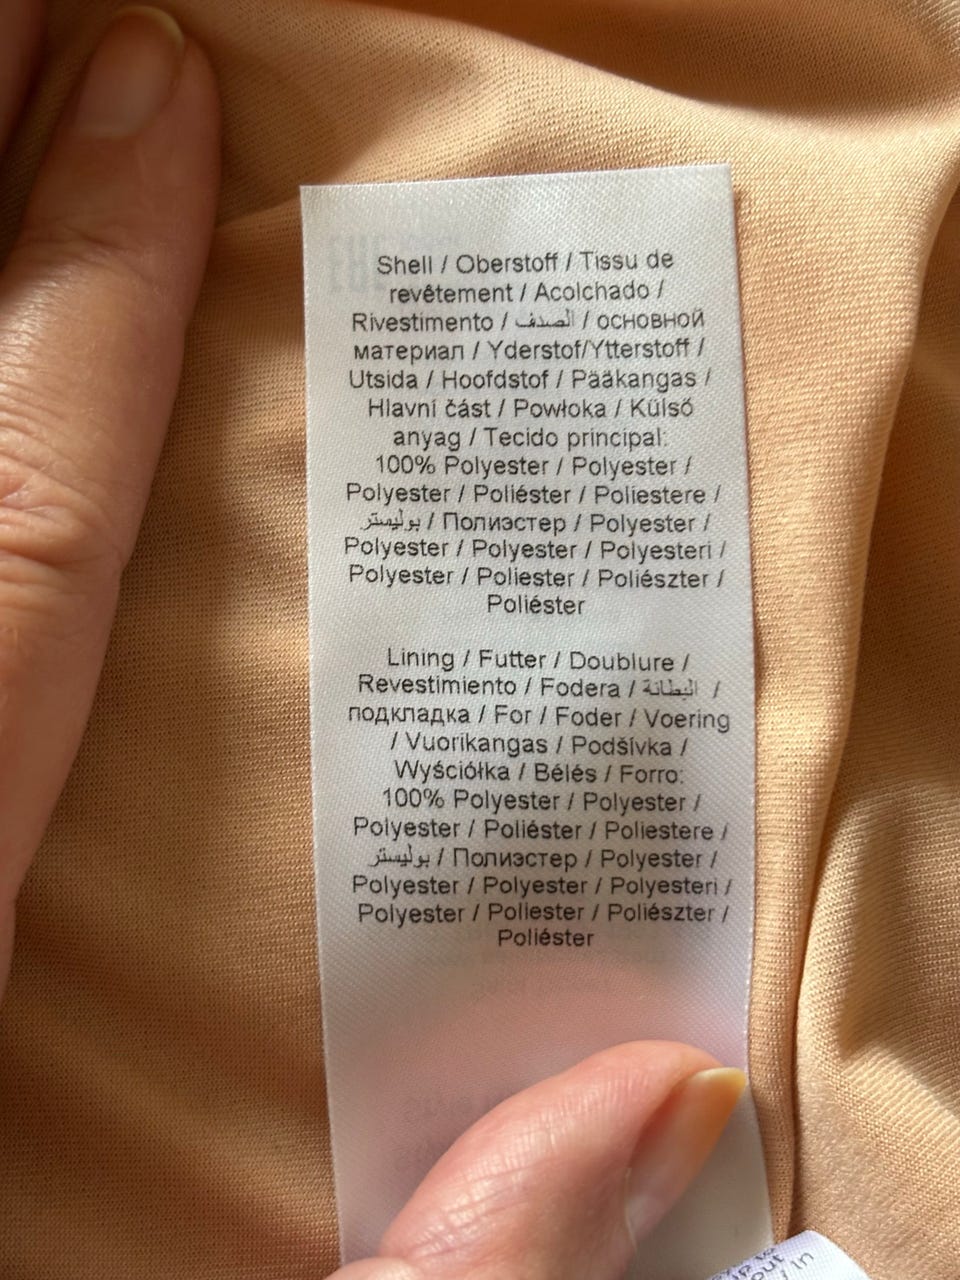 Shell / Oberstoff / Tissu de
revêtement / Acolchado /
Rivestimento / الصدف / основной
материал / Yderstof/Ytterstoff /
Utsida / Hoofdstof / Pääkangas /
Hlavní část / Powłoka / Külső
anyag / Tecido principal:
100% Polyester / Polyester /
Polyester / Poliéster / Poliestere /
بوليستر / Полиэстер / Polyester /
Polyester / Polyester / Polyesteri /
Polyester / Poliester / Poliészter /
Poliéster
Lining / Futter / Doublure /
Revestimiento / Fodera / البطانة /
подкладка / For / Foder / Voering
/ Vuorikangas / Podšívka /
Wyściółka / Bélés / Forro:
100% Polyester / Polyester /
Polyester / Poliéster / Poliestere /
بوليستر / Полиэстер / Polyester /
Polyester / Polyester / Polyesteri /
Polyester / Poliester / Poliészter /
Poliéster